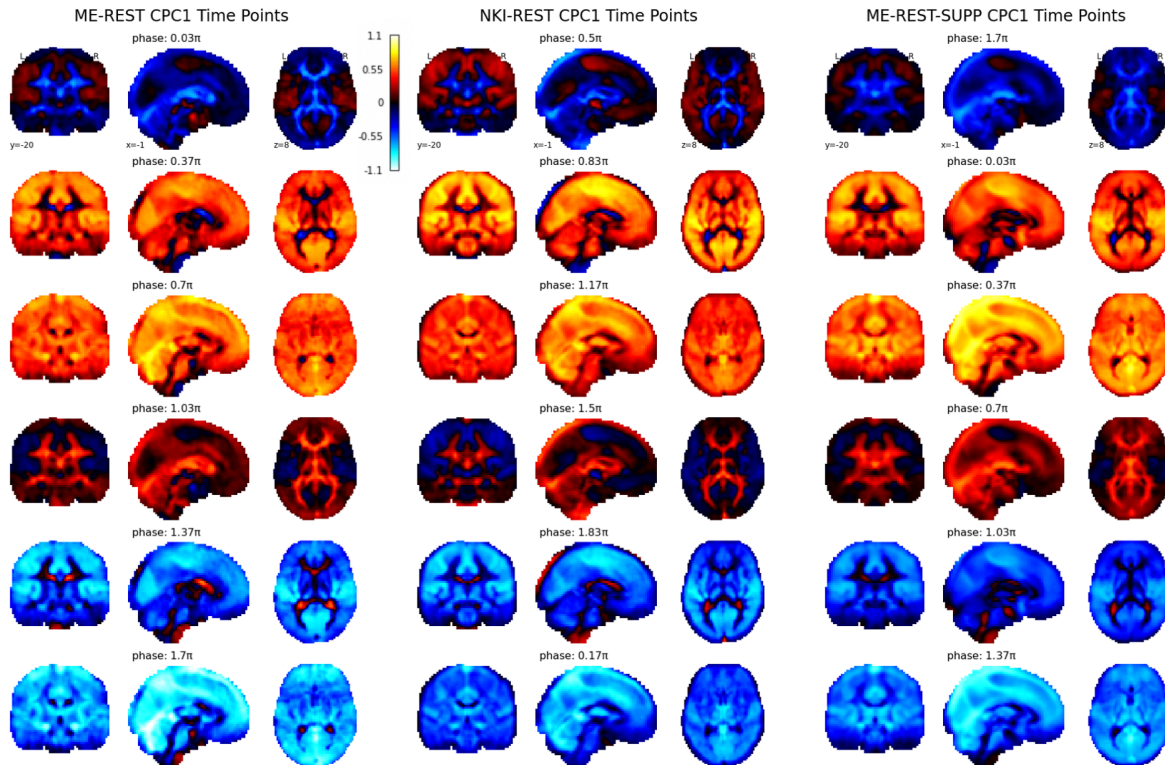 ME-REST CPC1 Time Points
NKI-REST CPC1 Time Points
ME-REST-SUPP CPC1 Time Points
phase: 0.03π
phase: 0.5π
phase: 1.7π
1.1
0.55
0
-0.55
-1.1
L R
L R
L R
L R
L R
L R
y=-20
x=-1
z=8
y=-20
x=-1
z=8
y=-20
x=-1
z=8
phase: 0.37π
phase: 0.83π
phase: 0.03π
phase: 0.7π
phase: 1.17π
phase: 0.37π
phase: 1.03π
phase: 1.5π
phase: 0.7π
phase: 1.37π
phase: 1.83π
phase: 1.03π
phase: 1.7π
phase: 0.17π
phase: 1.37π